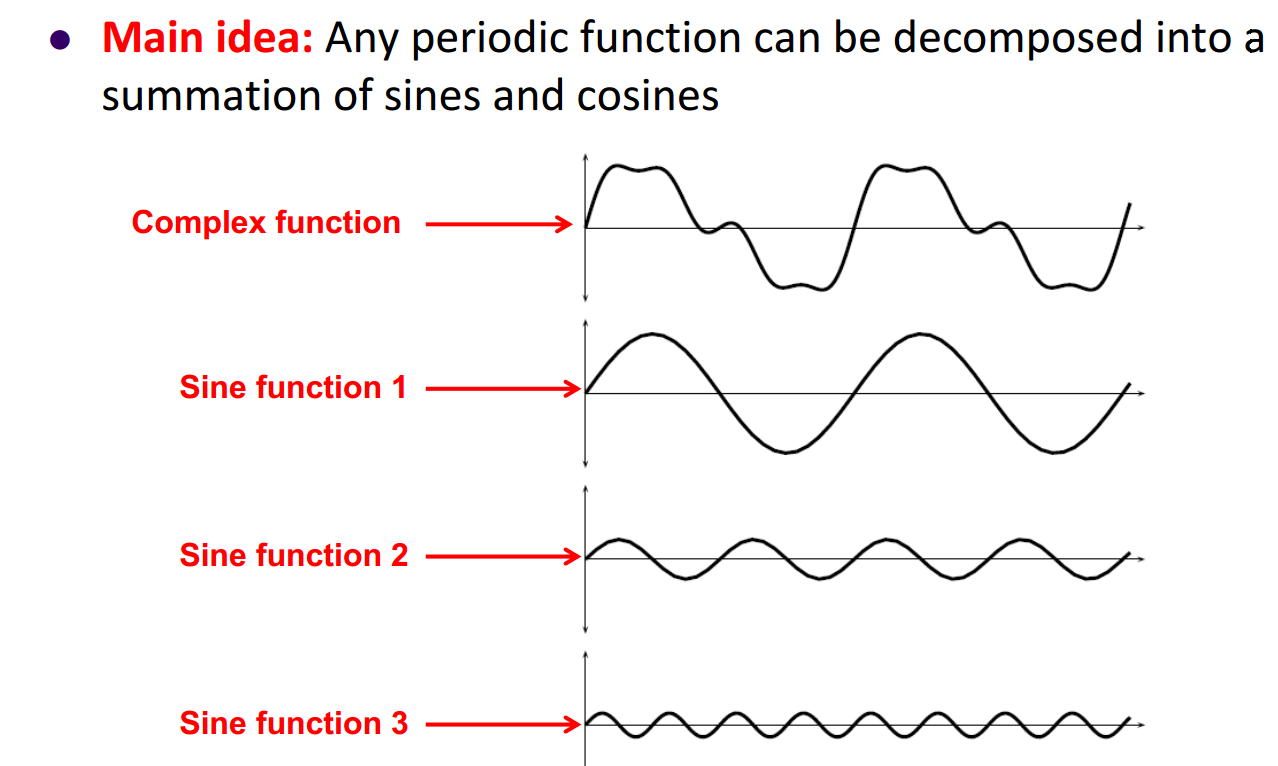 ● Main idea: Any periodic function can be decomposed into a
summation of sines and cosines
Complex function
Sine function 1
Sine function 2
Sine function 3